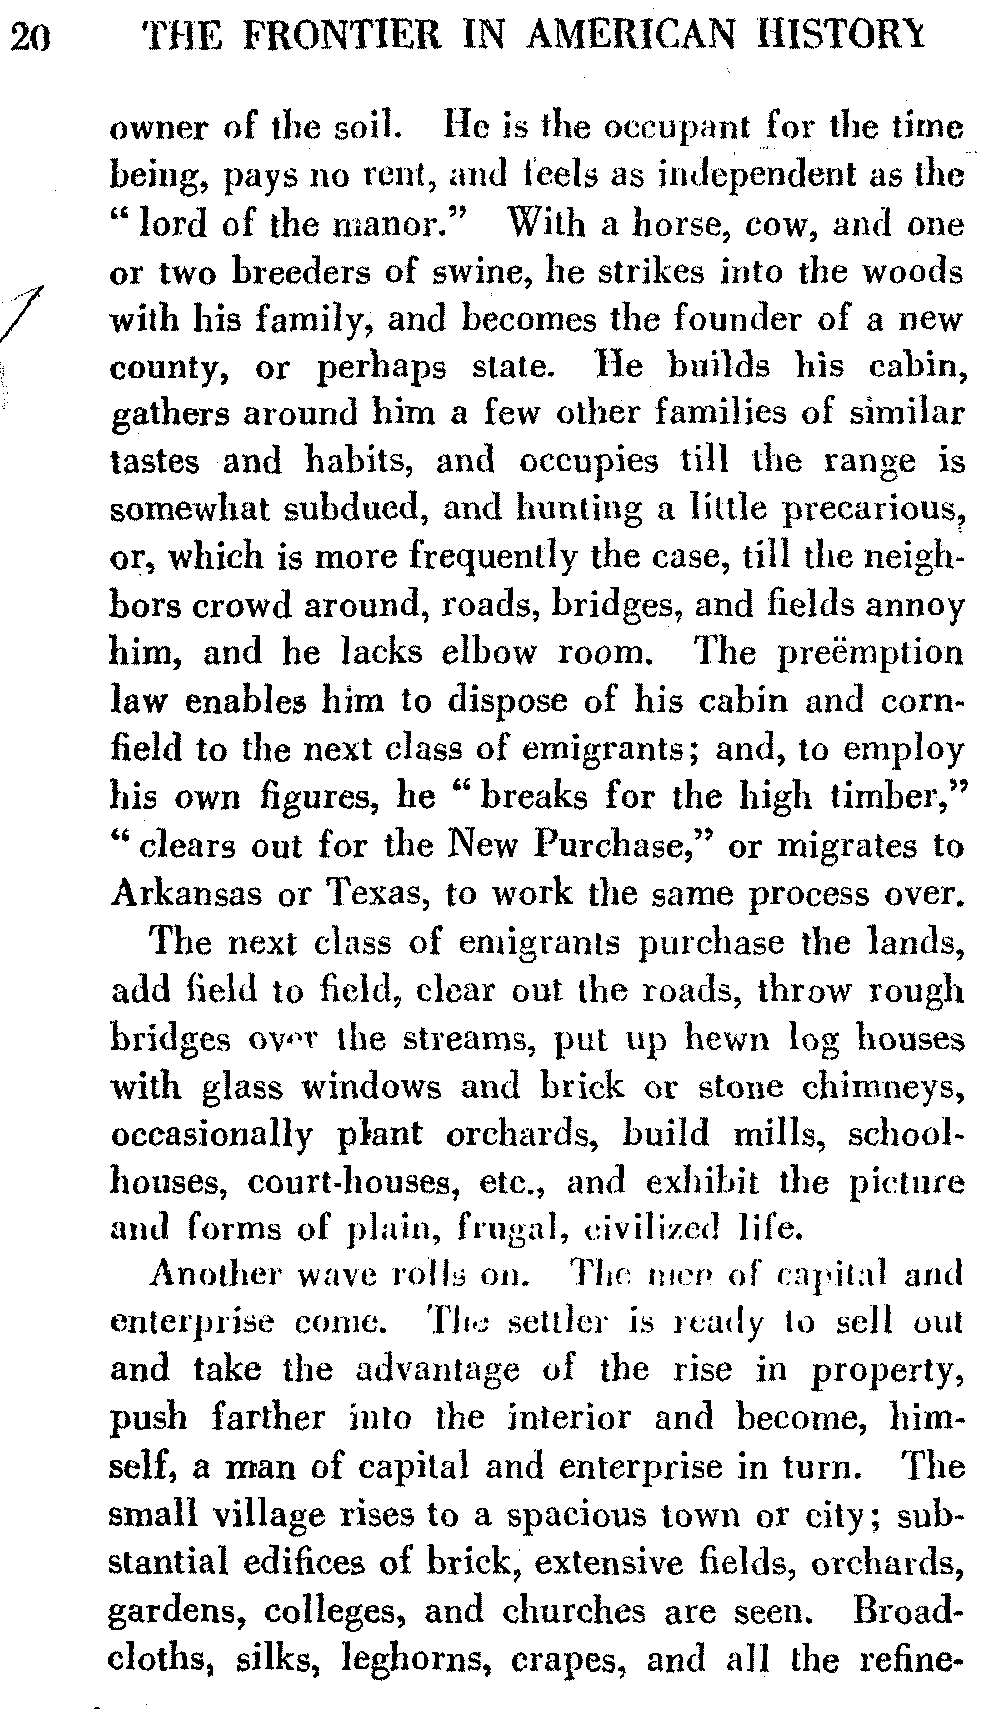 20 THE FRONTIER IN AMERICAN HISTORY
owner of the soil. He is the occupant for the time
being, pays no rent, and feels as independent as the
“ lord of the manor.” With a horse, cow, and one
or two breeders of swine, he strikes into the woods
with his family, and becomes the founder of a new
county, or perhaps state. He builds his cabin,
gathers around him a few other families of similar
tastes and habits, and occupies till the range is
somewhat subdued, and hunting a little precarious,
or, which is more frequently the case, till the neigh-
bors crowd around, roads, bridges, and fields annoy
him, and he lacks elbow room. The preëmption
law enables him to dispose of his cabin and corn-
field to the next class of emigrants; and, to employ
his own figures, he “ breaks for the high timber,”
“ clears out for the New Purchase,” or migrates to
Arkansas or Texas, to work the same process over.
The next class of emigrants purchase the lands,
add field to field, clear out the roads, throw rough
bridges over the streams, put up hewn log houses
with glass windows and brick or stone chimneys,
occasionally plant orchards, build mills, school-
houses, court-houses, etc., and exhibit the picture
and forms of plain, frugal, civilized life.
Another wave rolls on. The men of capital and
enterprise come. The settler is ready to sell out
and take the advantage of the rise in property,
push farther into the interior and become, him-
self, a man of capital and enterprise in turn. The
small village rises to a spacious town or city; sub-
stantial edifices of brick, extensive fields, orchards,
gardens, colleges, and churches are seen. Broad-
cloths, silks, leghorns, crapes, and all the refine-